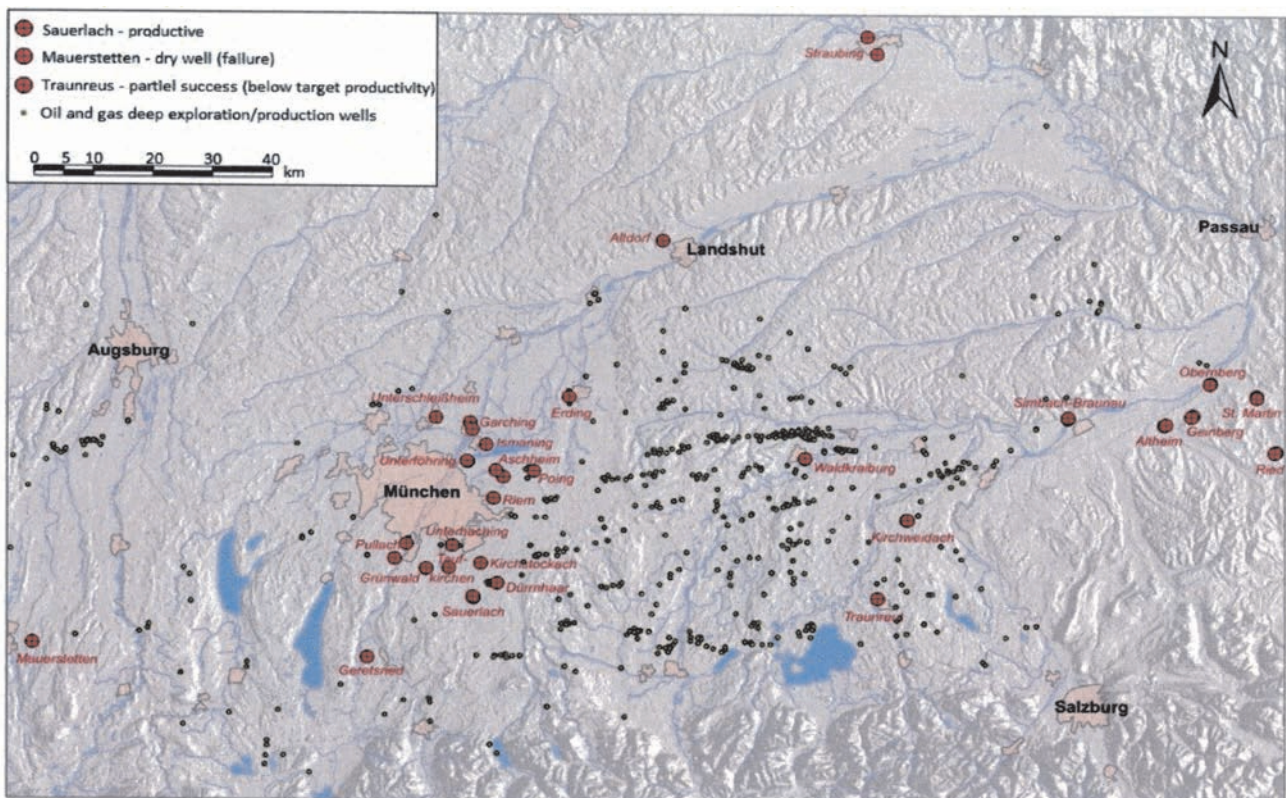 Sauerlach - productive
Mauerstetten - dry well (failure)
Traunreus - partiel success (below target productivity)
Oil and gas deep exploration/production wells
0 5 10 20 30 40
km
N
Straubing
Altdorf
Landshut
Passau
Augsburg
Unterschleißheim
Garching
Erding
Ismaning
Unterföhring
Aschheim
Poing
München
Riem
Obernberg
Simbach-Braunau
St. Martin
Altheim
Geinberg
Ried
Waldkraiburg
Kirchweidach
Pullach
Unterhaching
Tauf-
Kirchstockach
Grünwald
kirchen
Dürrnhaar
Sauerlach
Traunreut
Mauerstetten
Geretsried
Salzburg